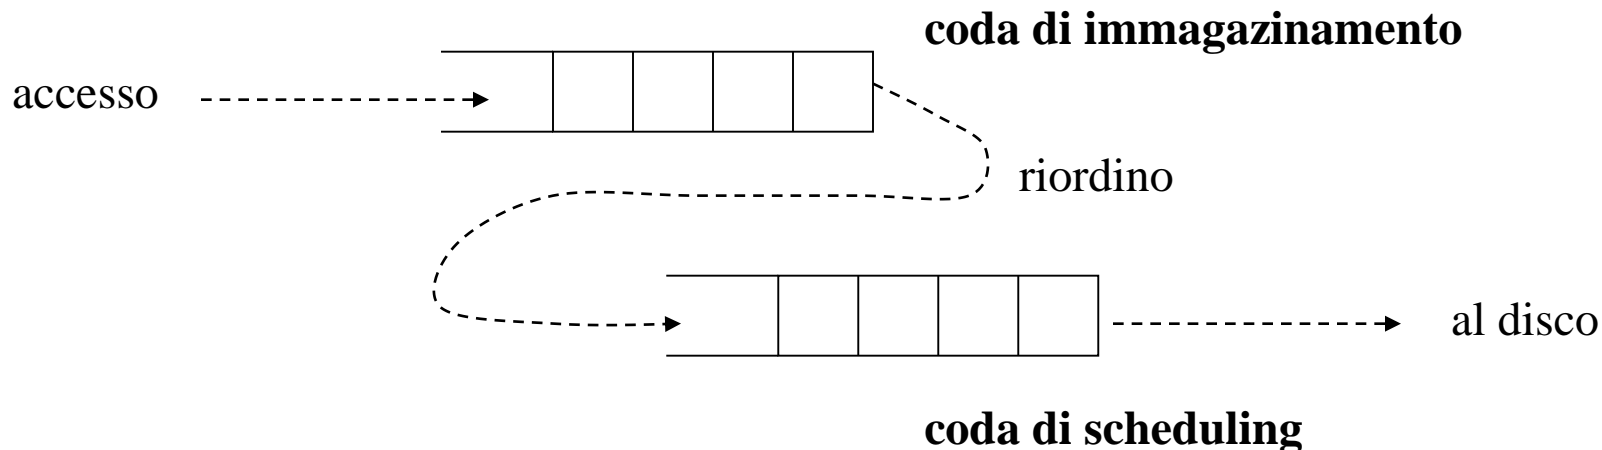 coda di immagazinamento
accesso
riordino
al disco
coda di scheduling